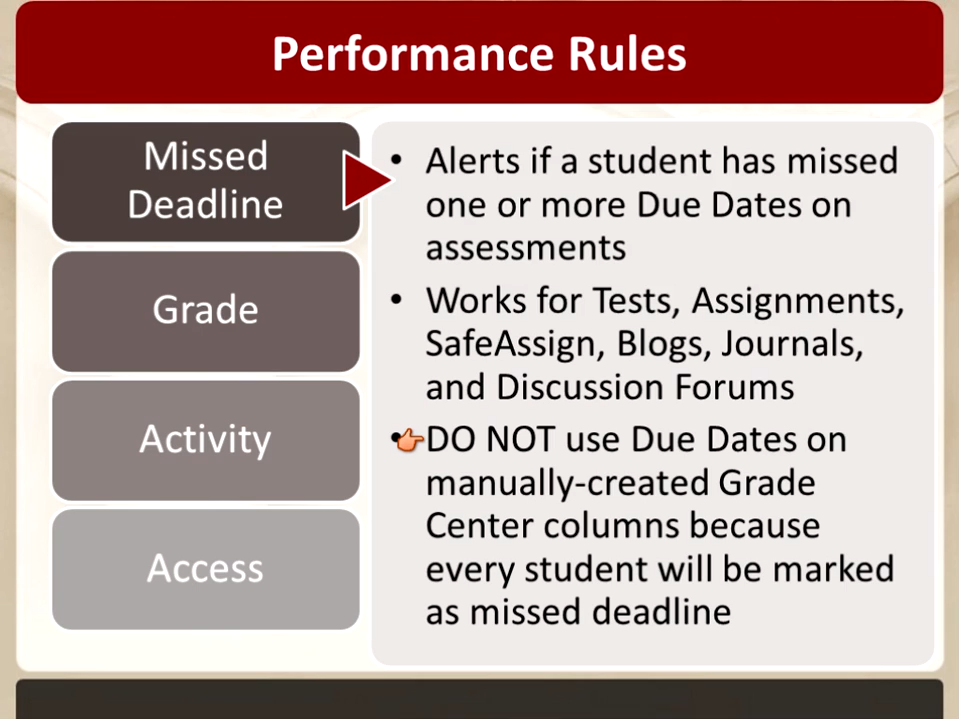 Performance Rules
Missed
Deadline
Grade
Activity
Access
• Alerts if a student has missed
one or more Due Dates on
assessments
• Works for Tests, Assignments,
SafeAssign, Blogs, Journals,
and Discussion Forums
• DO NOT use Due Dates on
manually-created Grade
Center columns because
every student will be marked
as missed deadline